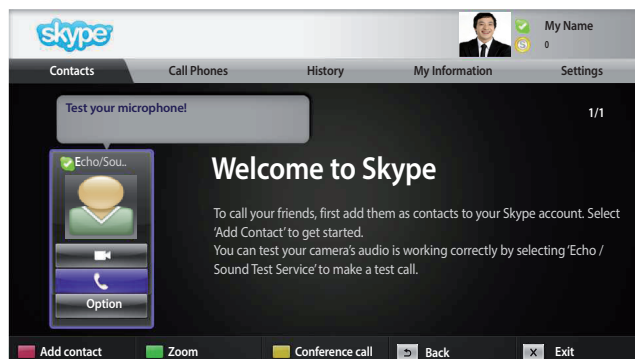 skype
My Name
0
Contacts Call Phones History My Information Settings
Test your microphone!
1/1
Echo/Sou..
Welcome to Skype
To call your friends, first add them as contacts to your Skype account. Select
'Add Contact' to get started.
You can test your camera's audio is working correctly by selecting 'Echo /
Sound Test Service' to make a test call.
Option
Add contact Zoom Conference call Back X Exit